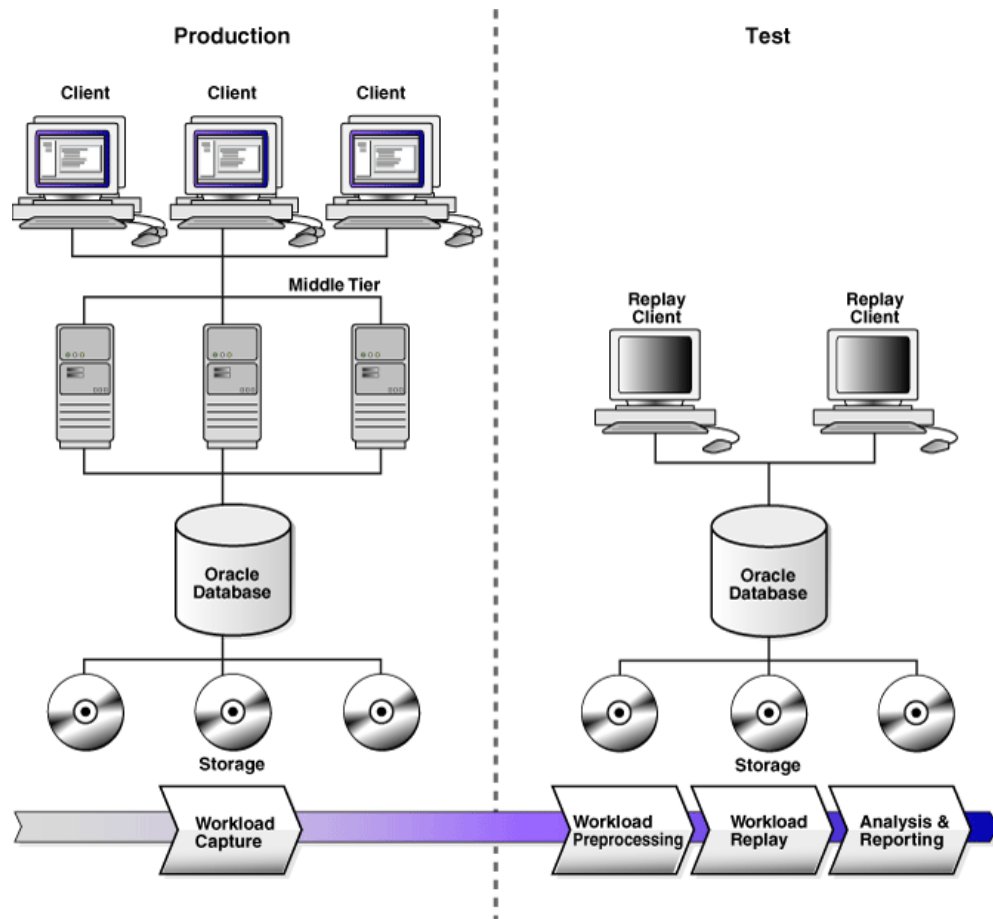 Production
Test
Client
Client
Client
Middle Tier
Replay
Client
Replay
Client
Oracle
Database
Oracle
Database
Storage
Storage
Workload
Capture
Workload
Preprocessing
Workload
Replay
Analysis &
Reporting